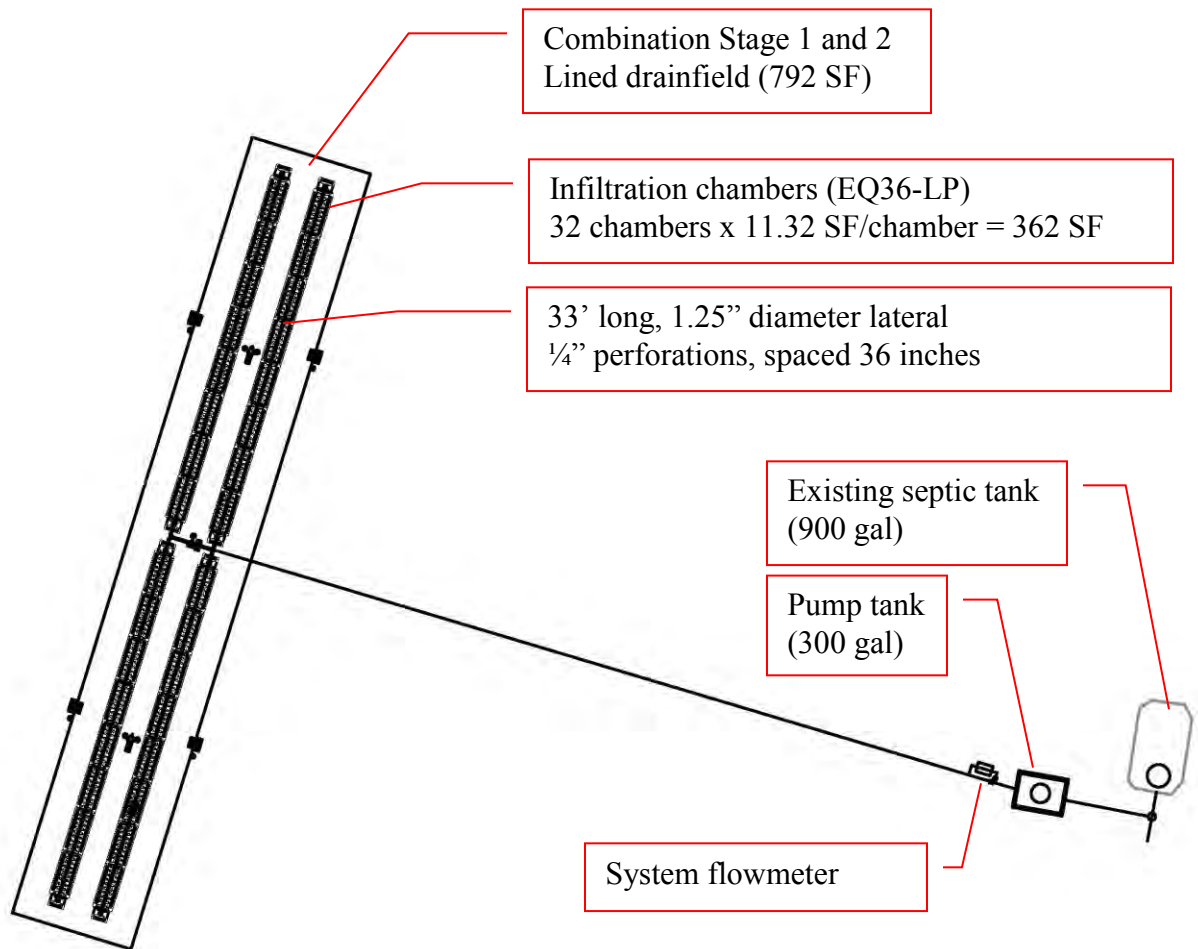 Combination Stage 1 and 2
Lined drainfield (792 SF)
Infiltration chambers (EQ36-LP)
32 chambers x 11.32 SF/chamber = 362 SF
33’ long, 1.25” diameter lateral
¼” perforations, spaced 36 inches
Existing septic tank
(900 gal)
Pump tank
(300 gal)
System flowmeter